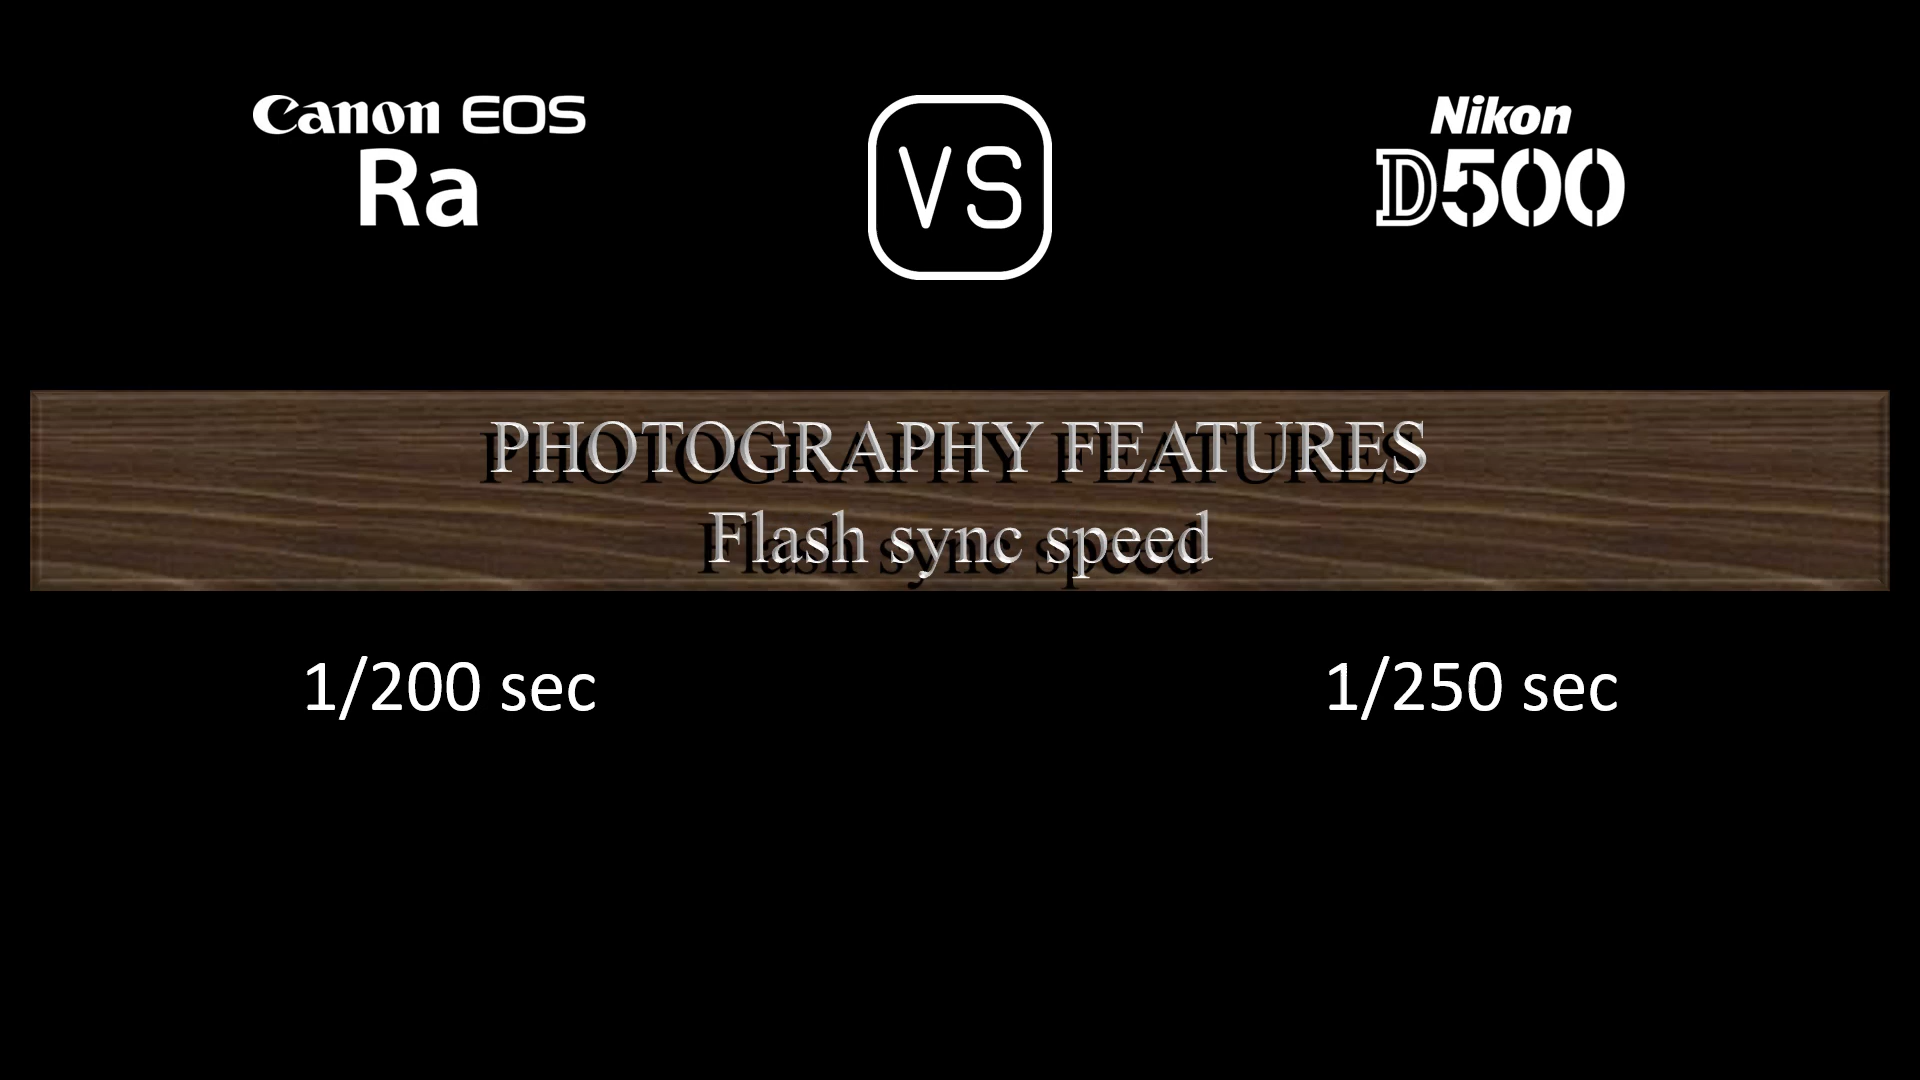 Canon EOS
Ra
VS
Nikon
D500
PHOTOGRAPHY FEATURES
Flash sync speed
1/200 sec
1/250 sec